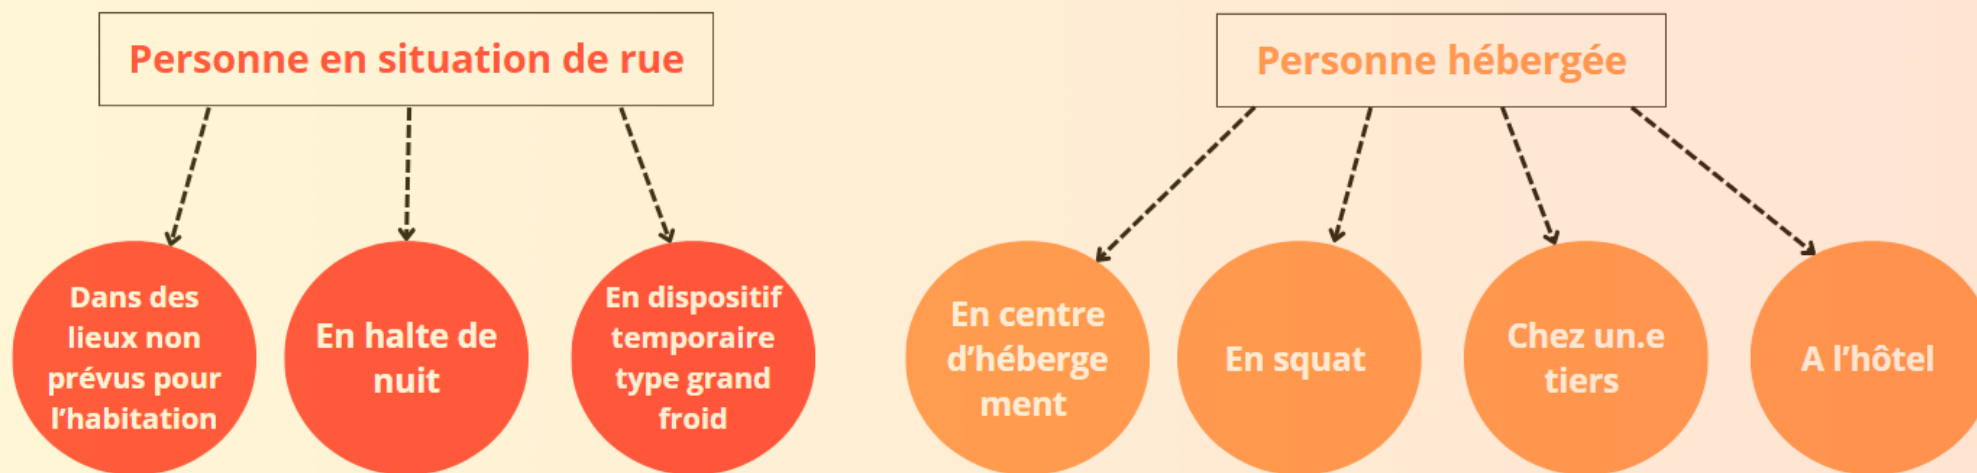 Personne en situation de rue
Personne hébergée
Dans des
lieux non
prévus pour
l'habitation
En halte de
nuit
En dispositif
temporaire
type grand
froid
En centre
d'héberge
ment
En squat
Chez un.e
tiers
A l'hôtel